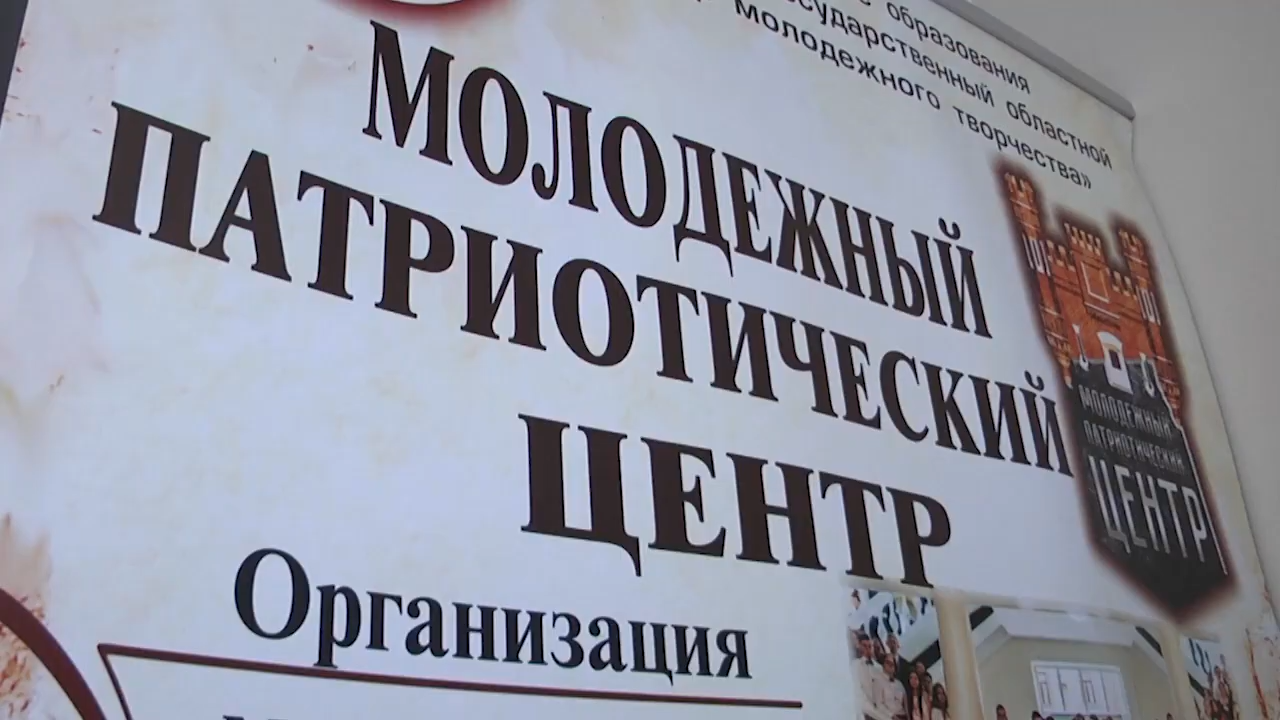 образования
государственный областной
молодежного творчества»
МОЛОДЕЖНЫЙ
ПАТРИОТИЧЕСКИЙ
ЦЕНТР
МОЛОДЕЖНЫЙ
ПАТРИОТИЧЕСКИЙ
ЦЕНТР
Организация